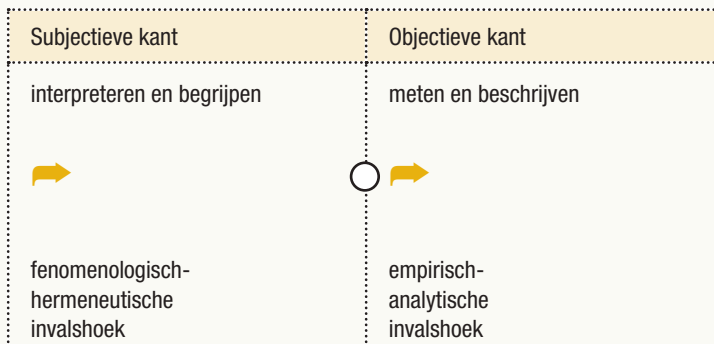 Subjectieve kant
Objectieve kant
interpreteren en begrijpen
meten en beschrijven
fenomenologisch-
hermeneutische
invalshoek
empirisch-
analytische
invalshoek